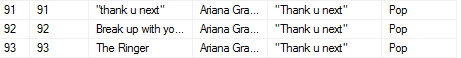 91 91 "thank u next" Ariana Gra... "Thank u next" Pop
92 92 Break up with yo... Ariana Gra... "Thank u next" Pop
93 93 The Ringer Ariana Gra... "Thank u next" Pop